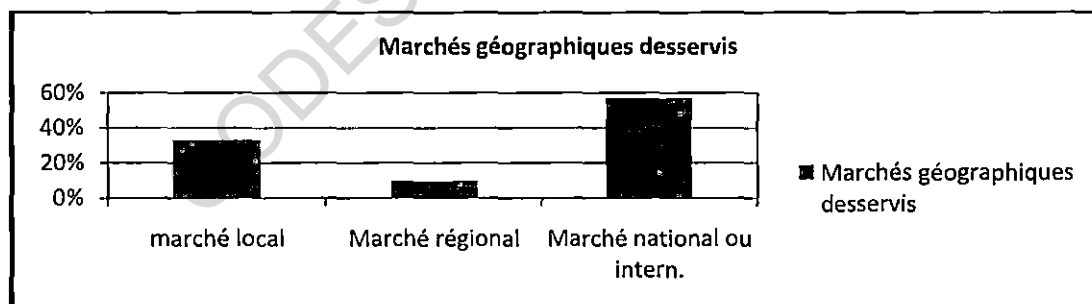 Marchés géographiques desservis
60%
40%
20%
0%
marché local
Marché régional
Marché national ou
intern.
Marchés géographiques
desservis